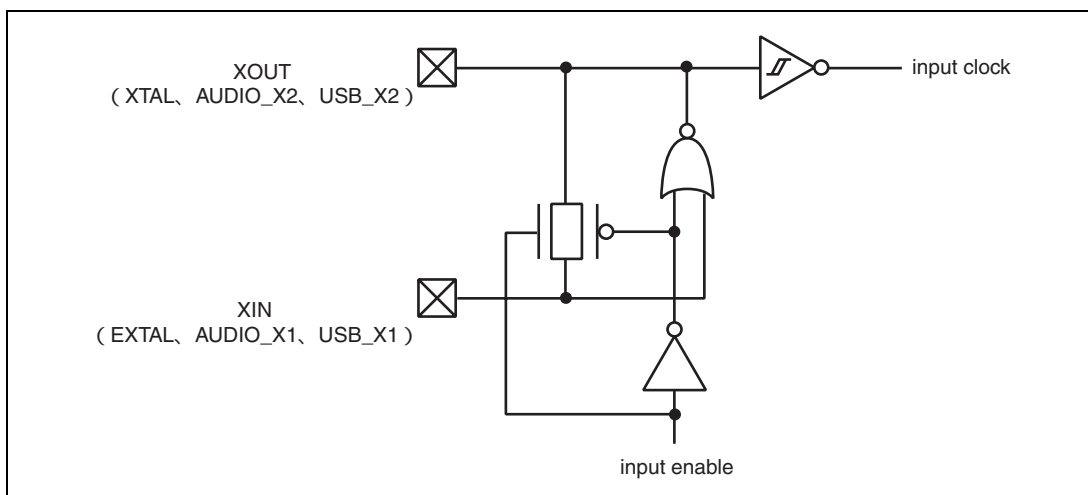 XOUT
（XTAL、AUDIO_X2、USB_X2）
input clock
XIN
（EXTAL、AUDIO_X1、USB_X1）
input enable